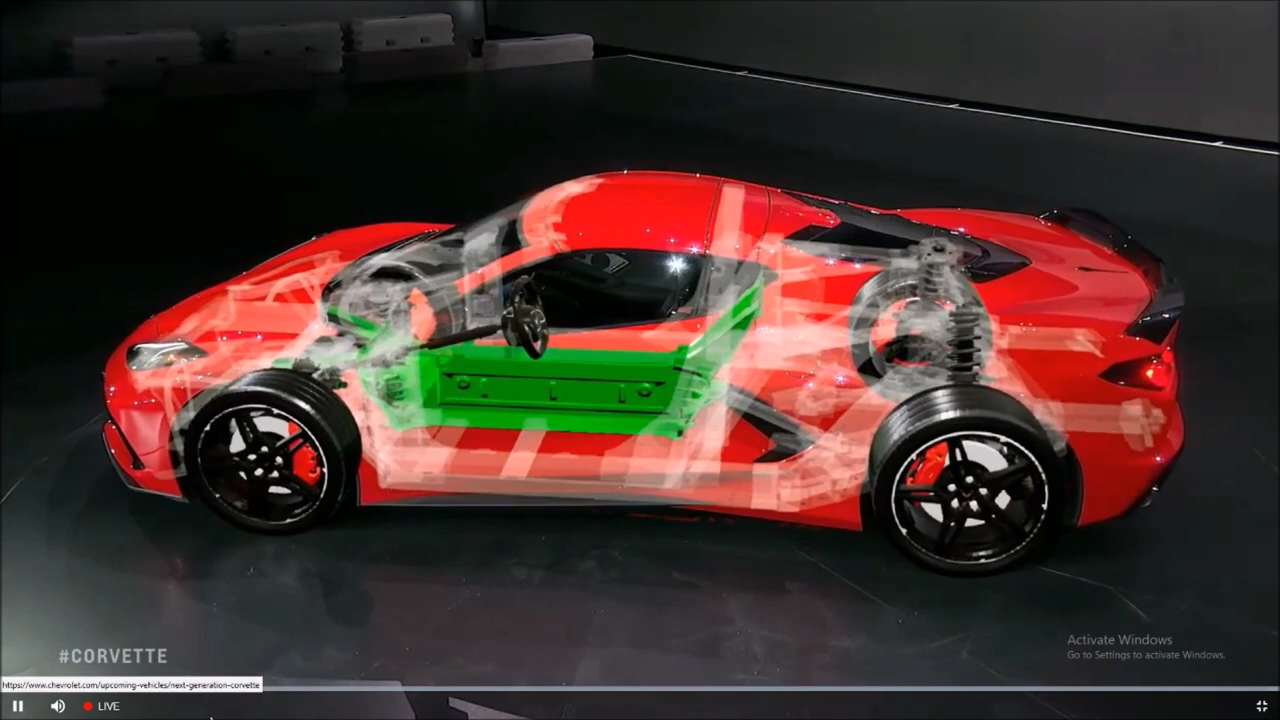 #CORVETTE
Activate Windows
Go to Settings to activate Windows.
https://www.chevrolet.com/upcoming-vehicles/next-generation-corvette
LIVE